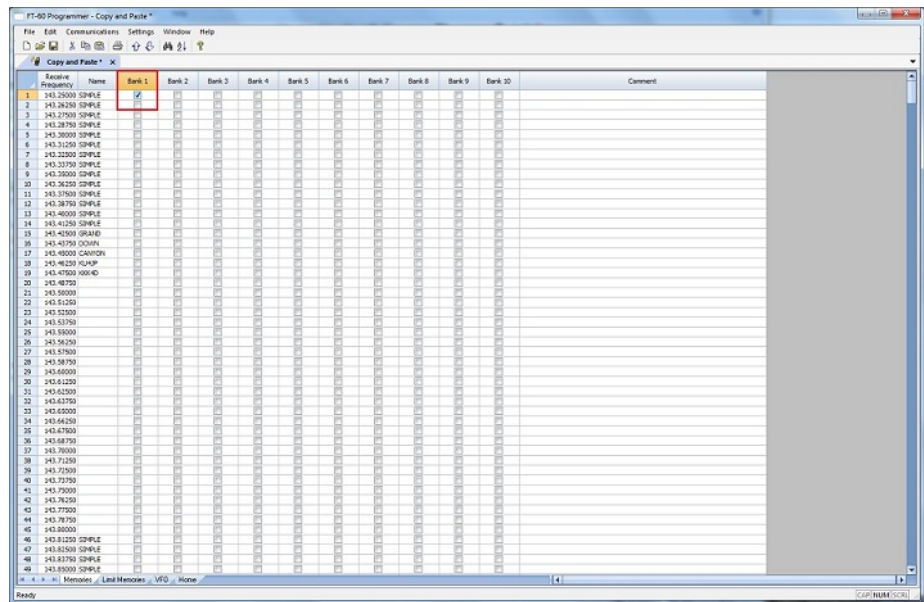 FT-60 Programmer - Copy and Paste *
File Edit Communications Settings Window Help
Copy and Paste * X
Receive Frequency Name Bank 1 Bank 2 Bank 3 Bank 4 Bank 5 Bank 6 Bank 7 Bank 8 Bank 9 Bank 10 Comment
1 143.25000 SIMPLE
2 143.26250 SIMPLE
3 143.27500 SIMPLE
4 143.28750 SIMPLE
5 143.30000 SIMPLE
6 143.31250 SIMPLE
7 143.32500 SIMPLE
8 143.33750 SIMPLE
9 143.35000 SIMPLE
10 143.36250 SIMPLE
11 143.37500 SIMPLE
12 143.38750 SIMPLE
13 143.40000 SIMPLE
14 143.41250 SIMPLE
15 143.42500 GRAND
16 143.43750 DOWN
17 143.45000 CANYON
18 143.46250
19 143.47500
20 143.48750
21 143.50000
22 143.51250
23 143.52500
24 143.53750
25 143.55000
26 143.56250
27 143.57500
28 143.58750
29 143.60000
30 143.61250
31 143.62500
32 143.63750
33 143.65000
34 143.66250
35 143.67500
36 143.68750
37 143.70000
38 143.71250
39 143.72500
40 143.73750
41 143.75000
42 143.76250
43 143.77500
44 143.78750
45 143.80000
46 143.81250 SIMPLE
47 143.82500 SIMPLE
48 143.83750 SIMPLE
49 143.85000 SIMPLE
Memories Limit Memories VFO Home
Ready CAP NUM SCRL